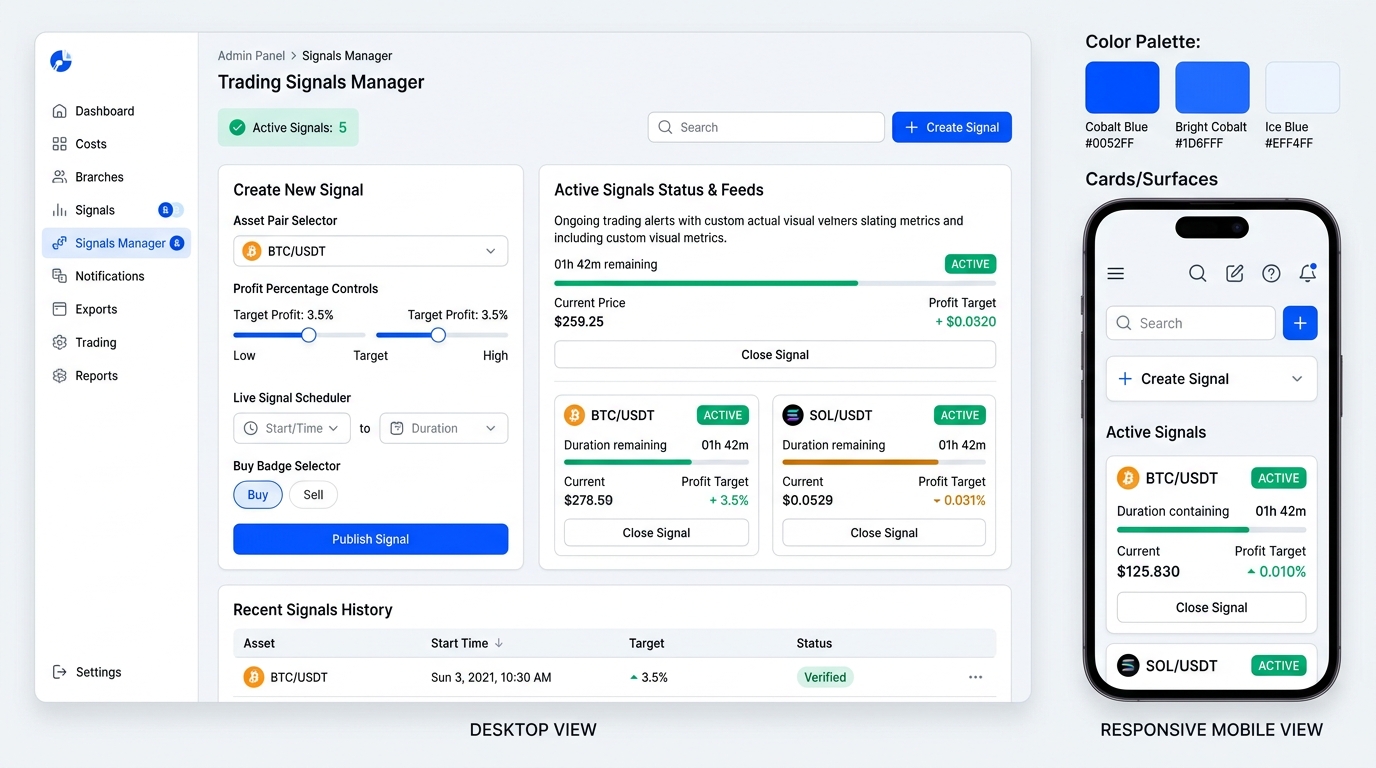 Admin Panel > Signals Manager
Trading Signals Manager
Dashboard
Costs
Braches
Signals
Signals Manager
Notifications
Exports
Trading
Reports
Settings
Active Signals: 5
Search
+ Create Signal
Create New Signal
Asset Pair Selector
BTC/USDT
Profit Percentage Controls
Target Profit: 3.5% Target Profit: 3.5%
Low Target High
Live Signal Scheduler
Start/Time to Duration
Buy Badge Selector
Buy Sell
Publish Signal
Active Signals Status & Feeds
Ongoing trading alerts with custom actual visual velhers slating metrics and
including custom visual metrics.
01h 42m remaining ACTIVE
Current Price Profit Target
$259.25 + $0.0320
Close Signal
BTC/USDT ACTIVE
Duration remaining 01h 42m
Current Profit Target
$278.59 + 3.5%
Close Signal
SOL/USDT ACTIVE
Duration remaining 01h 42m
Current Profit Target
$0.0529 0.031%
Close Signal
Recent Signals History
Asset Start Time ↓ Target Status
BTC/USDT Sun 3, 2021, 10:30 AM 3.5% Verified
DESKTOP VIEW
Color Palette:
Cobalt Blue
#0052FF
Bright Cobalt
#1D6FFF
Ice Blue
#EFF4FF
Cards/Surfaces
Search
+ Create Signal
Active Signals
BTC/USDT ACTIVE
Duration containing 01h 42m
Current Profit Target
$125.830 0.010%
Close Signal
SOL/USDT ACTIVE
RESPONSIVE MOBILE VIEW